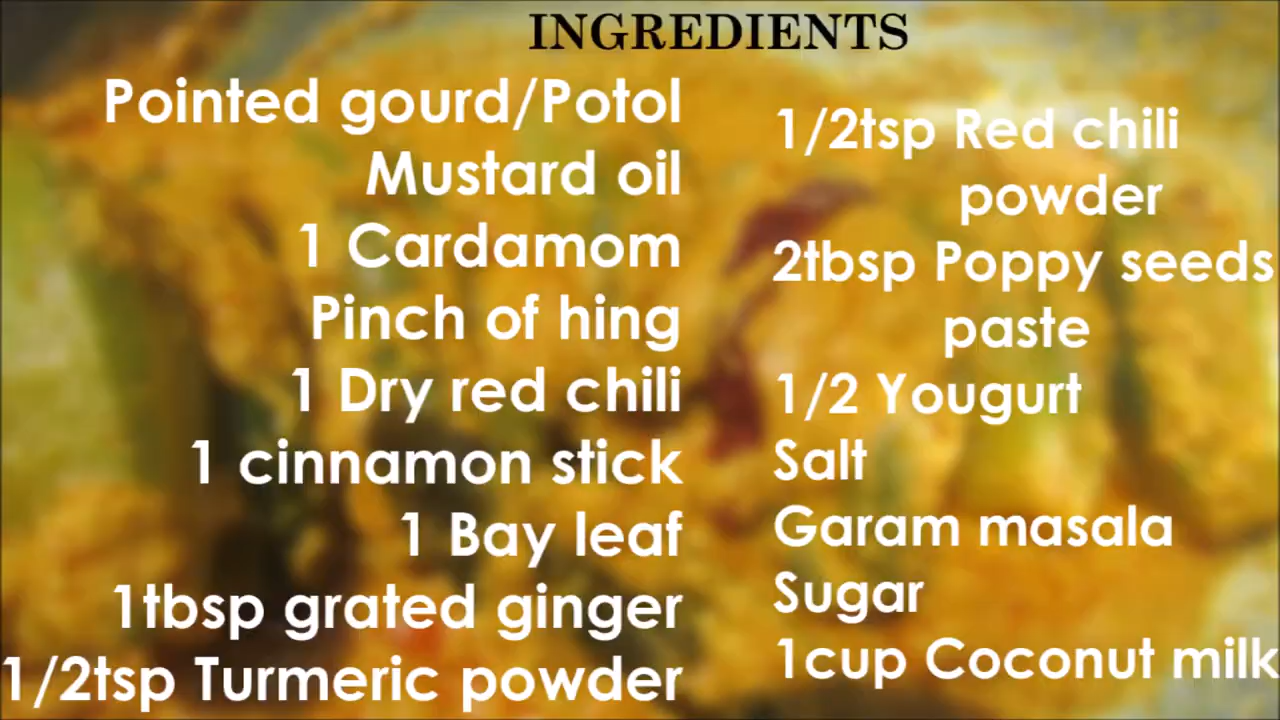 INGREDIENTS
Pointed gourd/Potol
Mustard oil
1 Cardamom
Pinch of hing
1 Dry red chili
1 cinnamon stick
1 Bay leaf
1tbsp grated ginger
1/2tsp Turmeric powder
1/2tsp Red chili
powder
2tbsp Poppy seeds
paste
1/2 Yougurt
Salt
Garam masala
Sugar
1cup Coconut milk